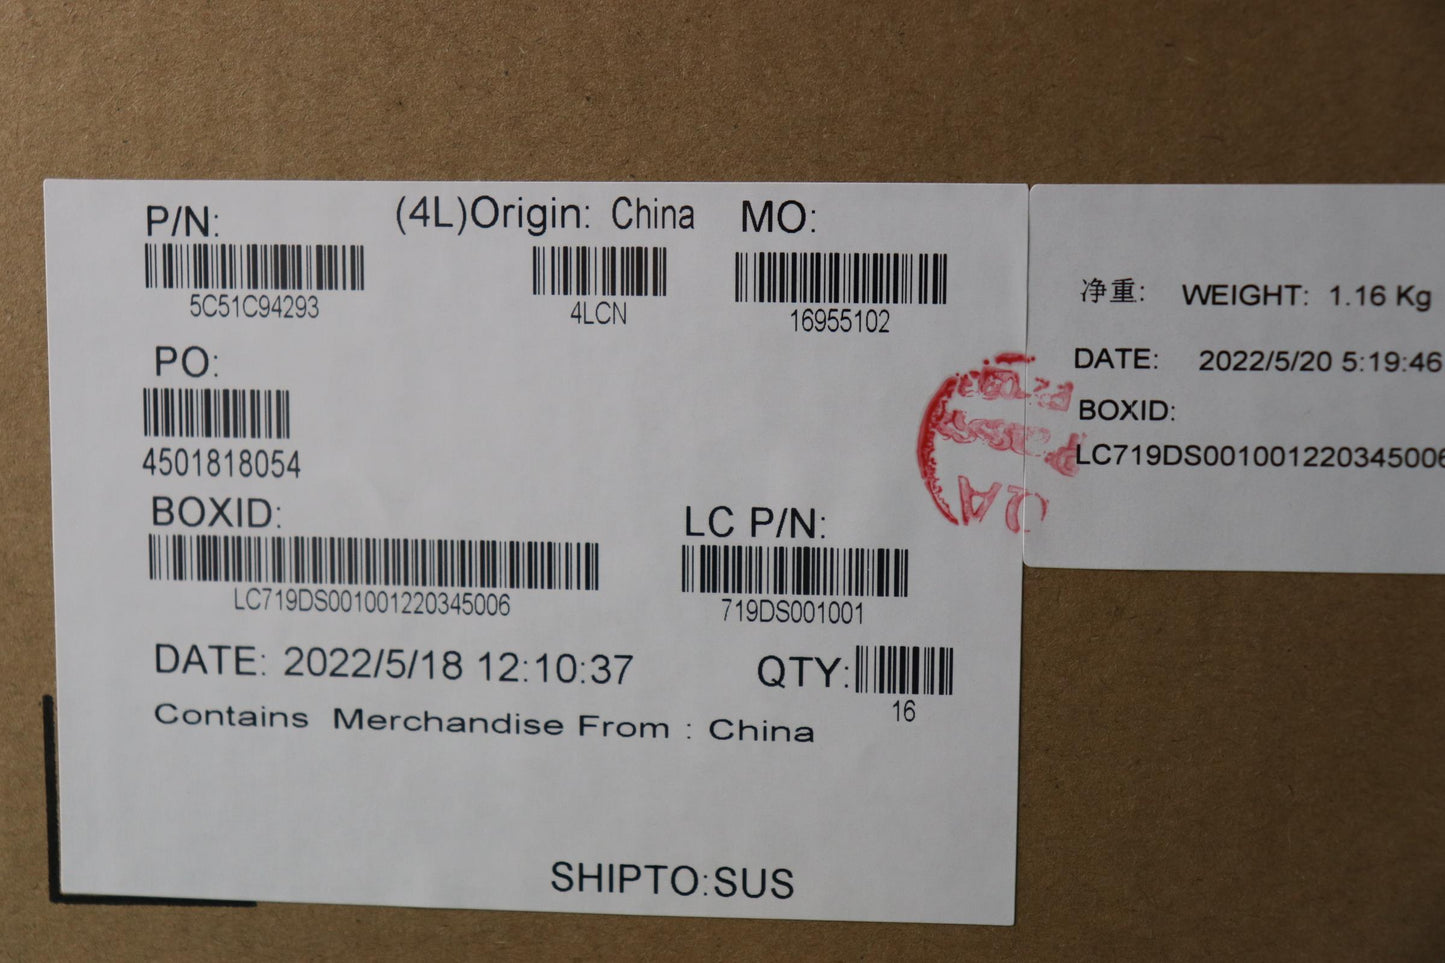 P/N:
(4L)Origin: China
MO:
5C51C94293
4LCN
16955102
PO:
4501818054
BOXID:
LC719DS001001220345006
LC P/N:
719DS001001
DATE: 2022/5/18 12:10:37
QTY:
16
Contains Merchandise From : China
SHIPTO:SUS
净重: WEIGHT: 1.16 Kg
DATE: 2022/5/20 5:19:46
BOXID:
LC719DS001001220345006
QA